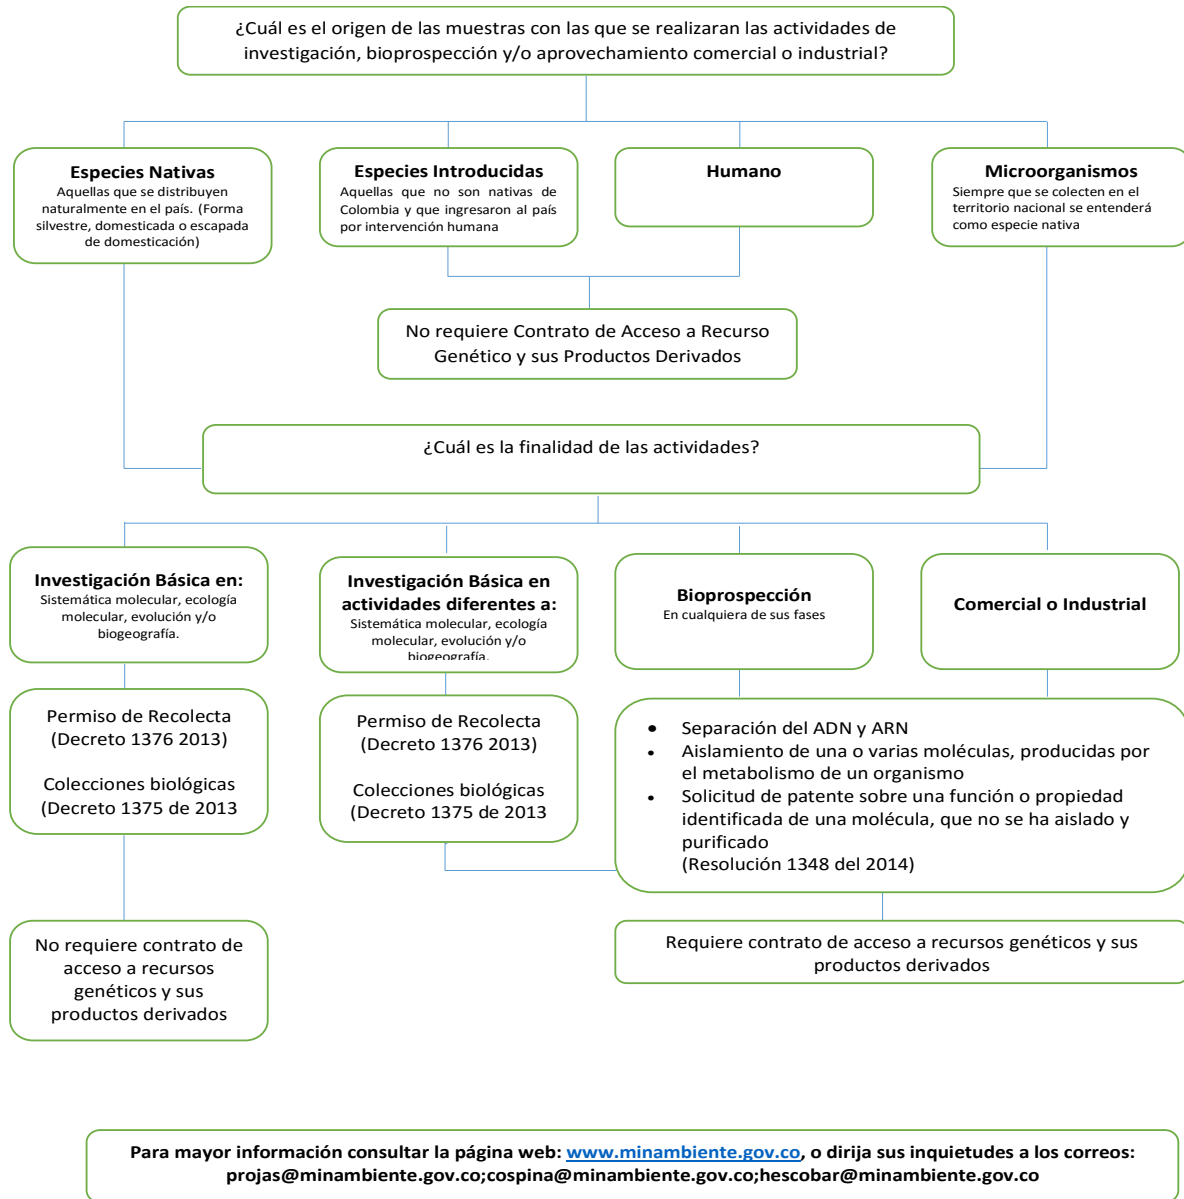 ¿Cuál es el origen de las muestras con las que se realizaran las actividades de
investigación, bioprospección y/o aprovechamiento comercial o industrial?
Especies Nativas
Aquellas que se distribuyen
naturalmente en el país. (Forma
silvestre, domesticada o escapada
de domesticación)
Especies Introducidas
Aquellas que no son nativas de
Colombia y que ingresaron al país
por intervención humana
Humano
Microorganismos
Siempre que se colecten en el
territorio nacional se entenderá
como especie nativa
No requiere Contrato de Acceso a Recurso
Genético y sus Productos Derivados
¿Cuál es la finalidad de las actividades?
Investigación Básica en:
Sistemática molecular, ecología
molecular, evolución y/o
biogeografía.
Investigación Básica en
actividades diferentes a:
Sistemática molecular, ecología
molecular, evolución y/o
biogeografía.
Bioprospección
En cualquiera de sus fases
Comercial o Industrial
Permiso de Recolecta
(Decreto 1376 2013)
Colecciones biológicas
(Decreto 1375 de 2013
Permiso de Recolecta
(Decreto 1376 2013)
Colecciones biológicas
(Decreto 1375 de 2013
• Separación del ADN y ARN
• Aislamiento de una o varias moléculas, producidas por
el metabolismo de un organismo
• Solicitud de patente sobre una función o propiedad
identificada de una molécula, que no se ha aislado y
purificado
(Resolución 1348 del 2014)
No requiere contrato de
acceso a recursos
genéticos y sus
productos derivados
Requiere contrato de acceso a recursos genéticos y sus
productos derivados
Para mayor información consultar la página web: www.minambiente.gov.co, o dirija sus inquietudes a los correos:
projas@minambiente.gov.co;cospina@minambiente.gov.co;hescobar@minambiente.gov.co